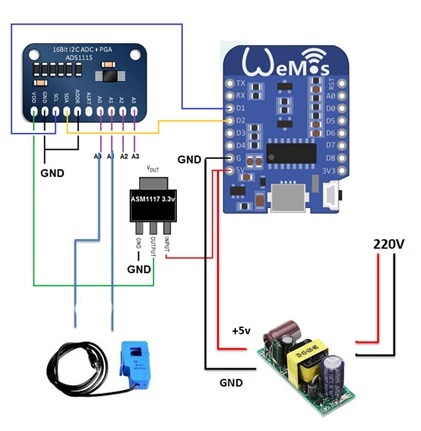 16Bit I2C ADC+PGA
ADS1115
VDD
GND
SCL
SDA
ADDR
ALRT
A0
A1
A2
A3
A0
A1
A2
A3
GND
WeMos
TX
RX
D1
D2
D3
D4
G
5V
RST
A0
D0
D5
D6
D7
D8
3V3
GND
VOUT
ASM1117 3.3v
GND
OUTPUT
INPUT
GND
220V
+5v
GND